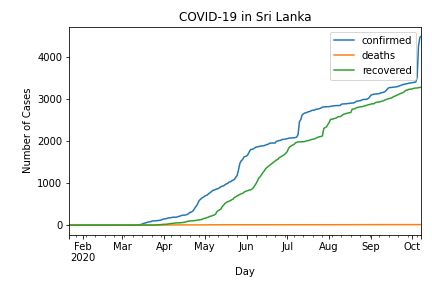 COVID-19 in Sri Lanka
confirmed
deaths
recovered
4000
3000
2000
1000
0
Number of Cases
Feb Mar Apr May Jun Jul Aug Sep Oct
2020
Day